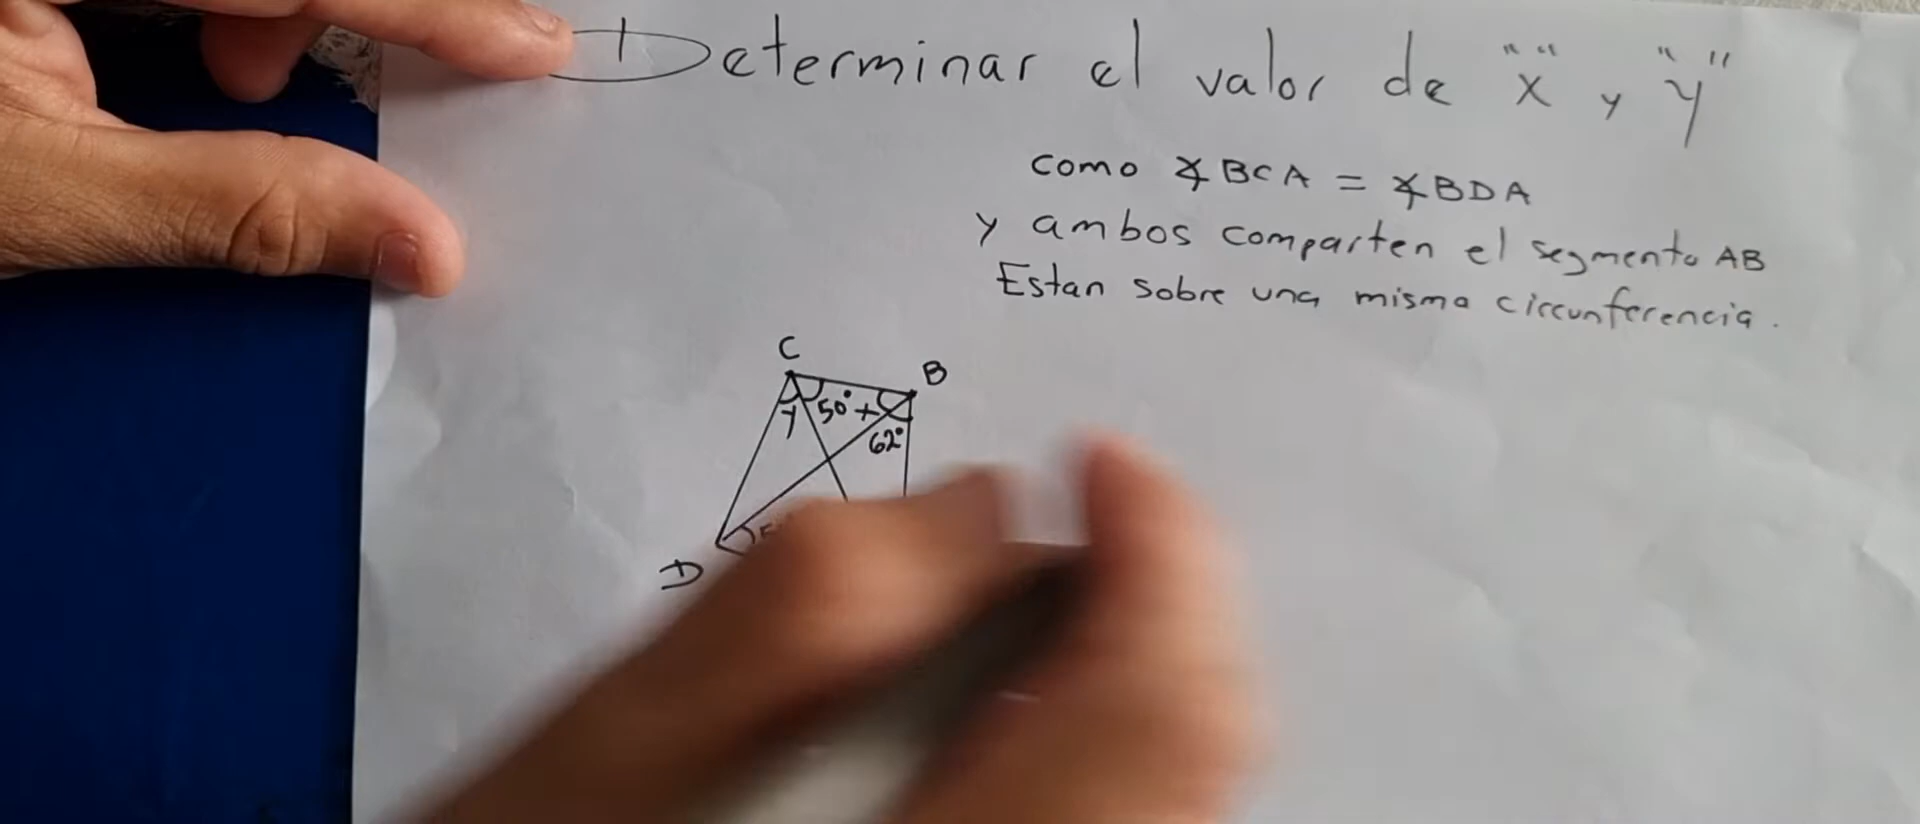 Determinar el valor de "x" y "y"
como ∡BCA = ∡BDA
y ambos comparten el segmento AB
Estan sobre una misma circunferencia.
C
B
y 50° x
62°
D